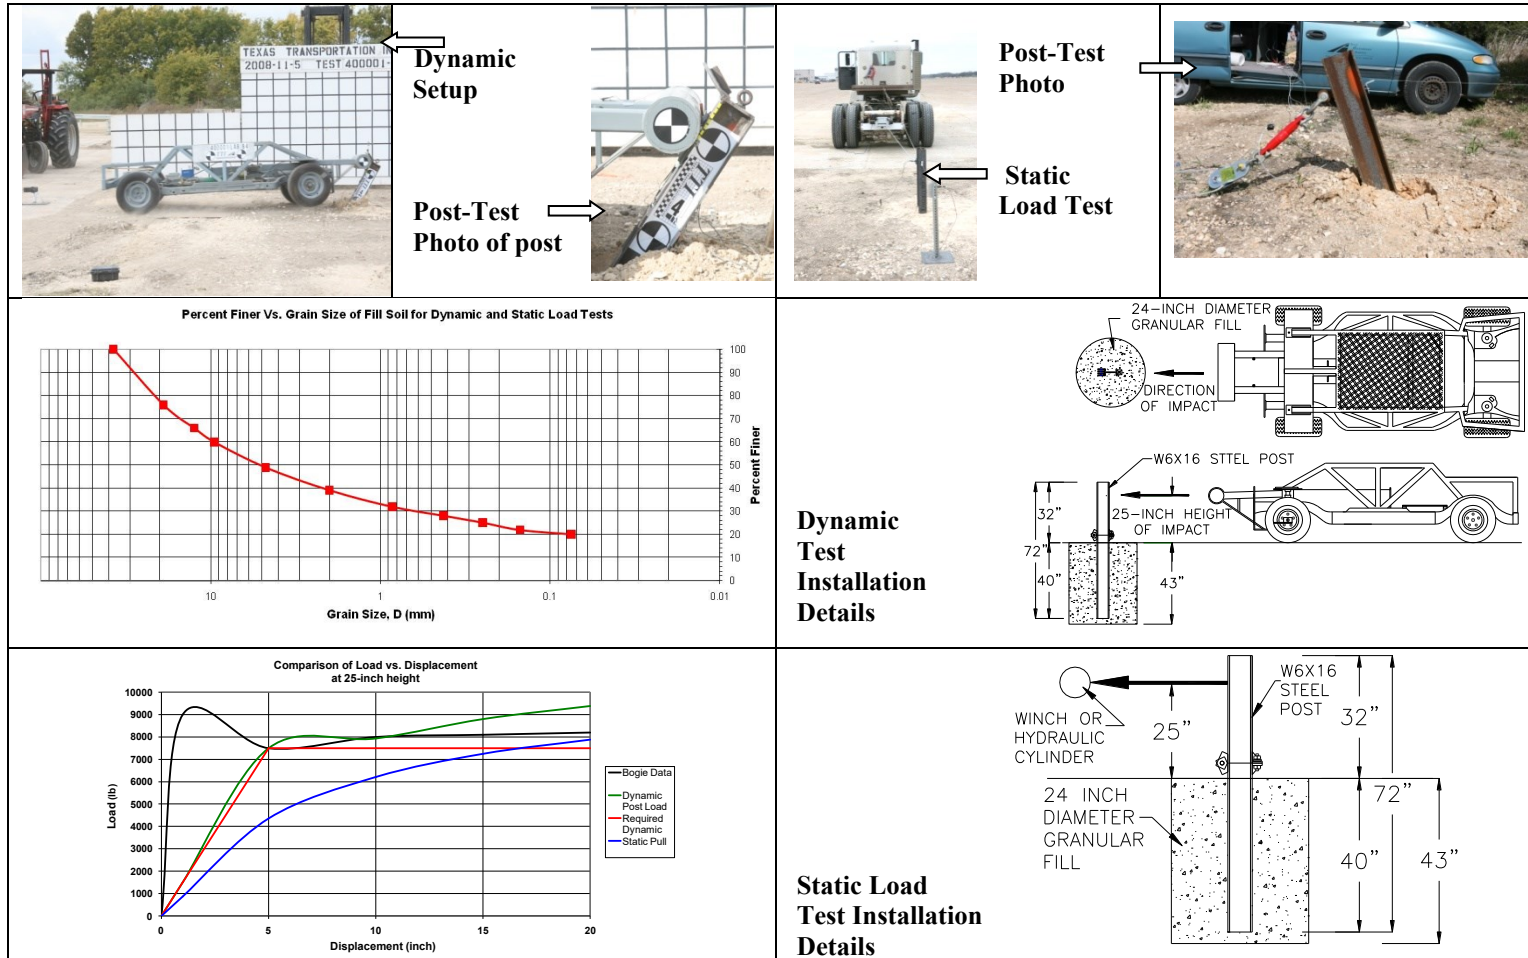 TEXAS TRANSPORTATION IN
2008-11-5 TEST 400001-
Dynamic
Setup
Post-Test
Photo of post
TTI
Static
Load Test
Post-Test
Photo
Percent Finer Vs. Grain Size of Fill Soil for Dynamic and Static Load Tests
100
90
80
70
60
50
40
30
20
10
0
Percent Finer
10 1 0.1 0.01
Grain Size, D (mm)
24-INCH DIAMETER
GRANULAR FILL
DIRECTION
OF IMPACT
W6X16 STTEL POST
25-INCH HEIGHT
OF IMPACT
32"
72"
40"
43"
Dynamic
Test
Installation
Details
Comparison of Load vs. Displacement
at 25-inch height
10000
9000
8000
7000
6000
5000
4000
3000
2000
1000
0
Load (lb)
0 5 10 15 20
Displacement (inch)
Bogie Data
Dynamic
Post Load
Required
Dynamic
Static Pull
W6X16
STEEL
POST
WINCH OR
HYDRAULIC
CYLINDER
25"
32"
24 INCH
DIAMETER
GRANULAR
FILL
72"
40"
43"
Static Load
Test Installation
Details